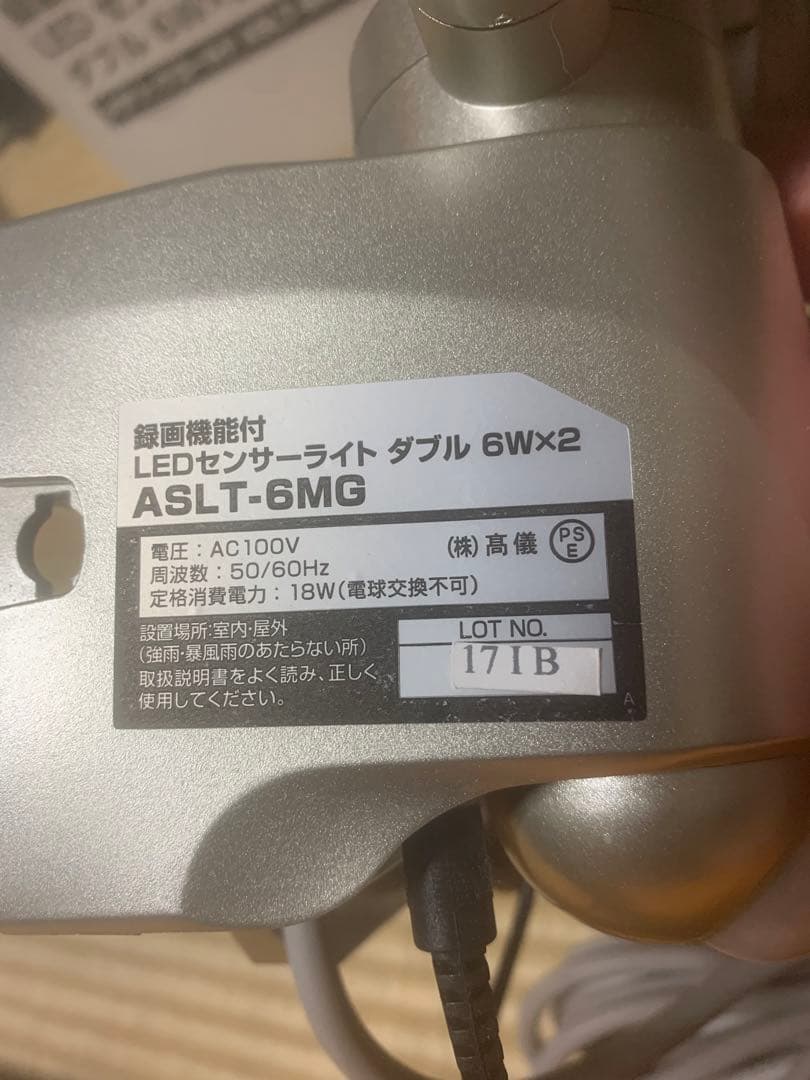 録画機能付
LEDセンサーライト ダブル 6W×2
ASLT-6MG
電圧：AC100V
(株)髙儀 PSE
周波数：50/60Hz
定格消費電力：18W(電球交換不可)
設置場所:室内・屋外
(強雨・暴風雨のあたらない所)
取扱説明書をよく読み、正しく
使用してください。
LOT NO.
17 I B
A